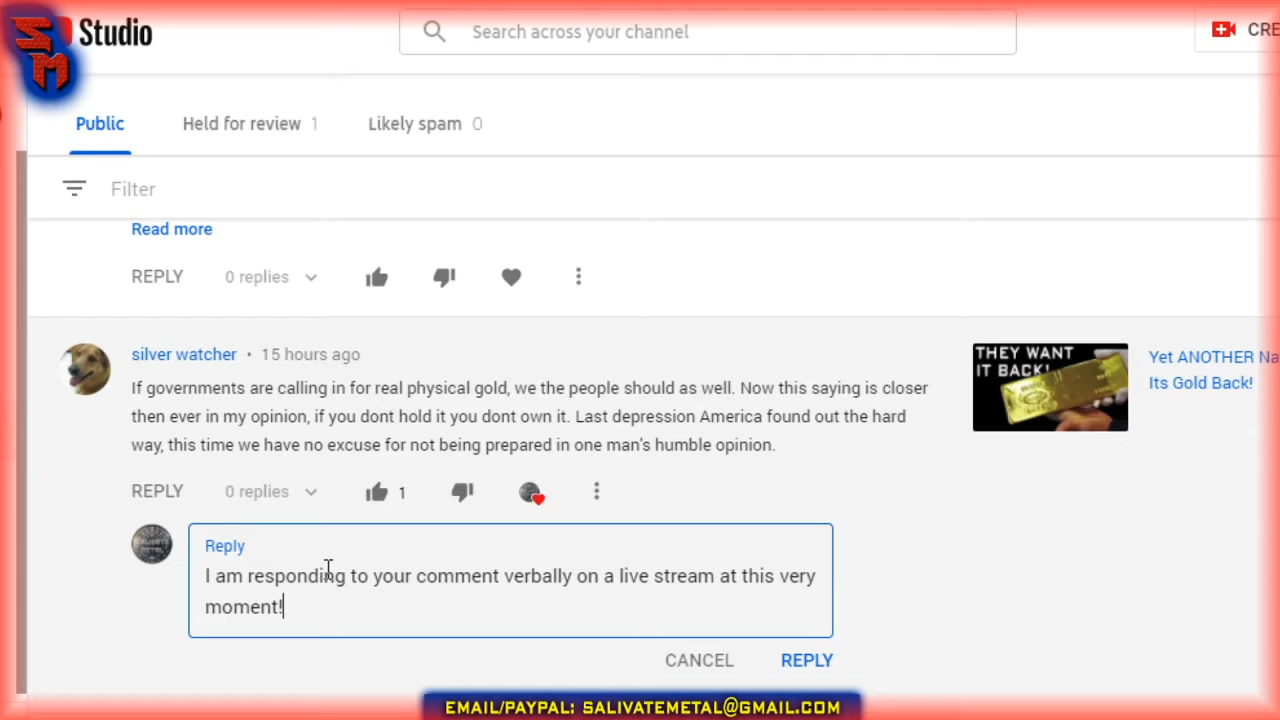 SM
Studio
Search across your channel
CRE
Public
Held for review 1
Likely spam 0
Filter
Read more
REPLY
0 replies
silver watcher • 15 hours ago
If governments are calling in for real physical gold, we the people should as well. Now this saying is closer
then ever in my opinion, if you dont hold it you dont own it. Last depression America found out the hard
way, this time we have no excuse for not being prepared in one man's humble opinion.
THEY WANT
IT BACK!
Yet ANOTHER Na
Its Gold Back!
REPLY
0 replies
1
Reply
I am responding to your comment verbally on a live stream at this very
moment!
CANCEL
REPLY
EMAIL/PAYPAL: SALIVATEMETAL@GMAIL.COM